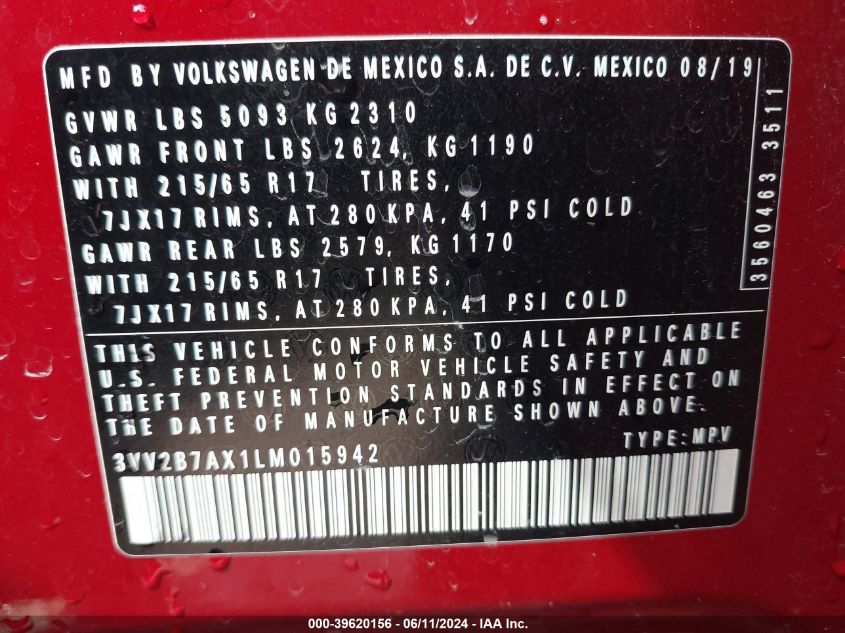 MFD BY VOLKSWAGEN DE MEXICO S.A. DE C.V. MEXICO 08/19
GVWR LBS 5093 KG 2310
GAWR FRONT LBS 2624, KG 1190
WITH 215/65 R17 TIRES,
7JX17 RIMS, AT 280 KPA, 41 PSI COLD
GAWR REAR LBS 2579, KG 1170
WITH 215/65 R17 TIRES,
7JX17 RIMS, AT 280 KPA, 41 PSI COLD
3560463 3511
THIS VEHICLE CONFORMS TO ALL APPLICABLE
U.S. FEDERAL MOTOR VEHICLE SAFETY AND
THEFT PREVENTION STANDARDS IN EFFECT ON
THE DATE OF MANUFACTURE SHOWN ABOVE.
3VV2B7AX1LM015942 TYPE: MPV
000-39620156 - 06/11/2024 - IAA Inc.